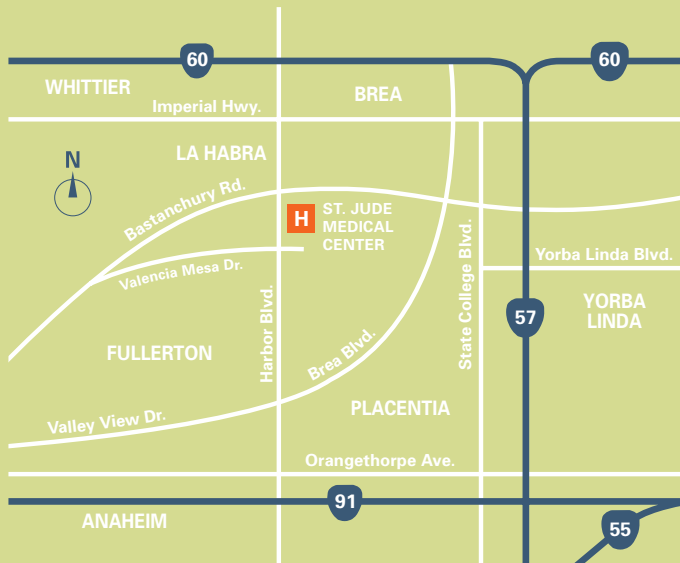 60
60
WHITTIER
BREA
Imperial Hwy.
LA HABRA
N
Bastanchury Rd.
H
ST. JUDE
MEDICAL
CENTER
Valencia Mesa Dr.
Yorba Linda Blvd.
State College Blvd.
Harbor Blvd.
YORBA
LINDA
57
FULLERTON
Brea Blvd.
PLACENTIA
Valley View Dr.
Orangethorpe Ave.
91
ANAHEIM
55